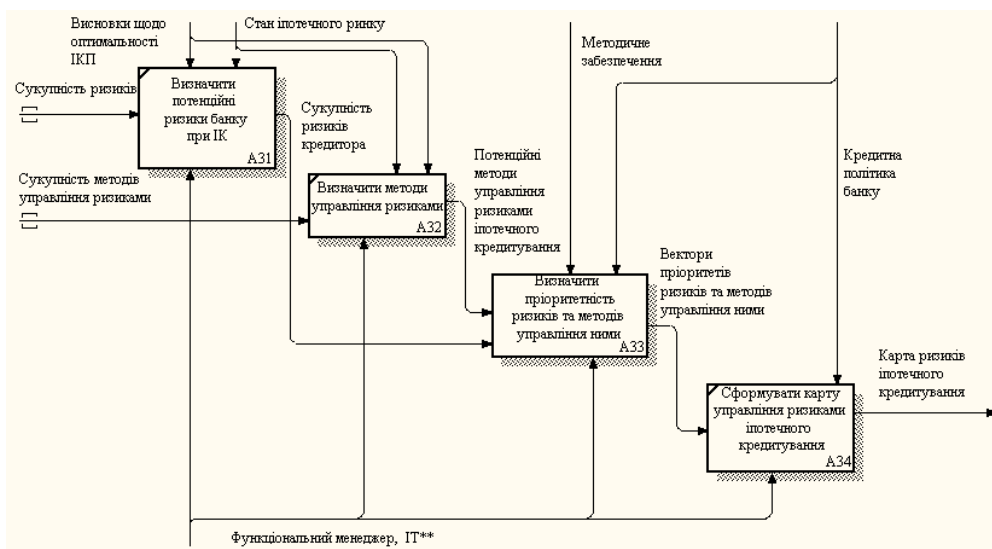 Висновки щодо
оптимальності
ІКП
Стан іпотечного ринку
Методичне
забезпечення
Сукупність ризиків
Визначити
потенційні
ризики банку
при ІК
А31
Сукупність
ризиків
кредитора
Сукупність методів
управління ризиками
Визначити методи
управління ризиками
А32
Потенційні
методи
управління
ризиками
іпотечного
кредитування
Кредитна
політика
банку
Визначити
пріоритетність
ризиків та методів
управління ними
А33
Вектори
пріоритетів
ризиків та методів
управління ними
Сформувати карту
управління ризиками
іпотечного
кредитування
А34
Карта ризиків
іпотечного
кредитування
Функціональний менеджер, ІТ**